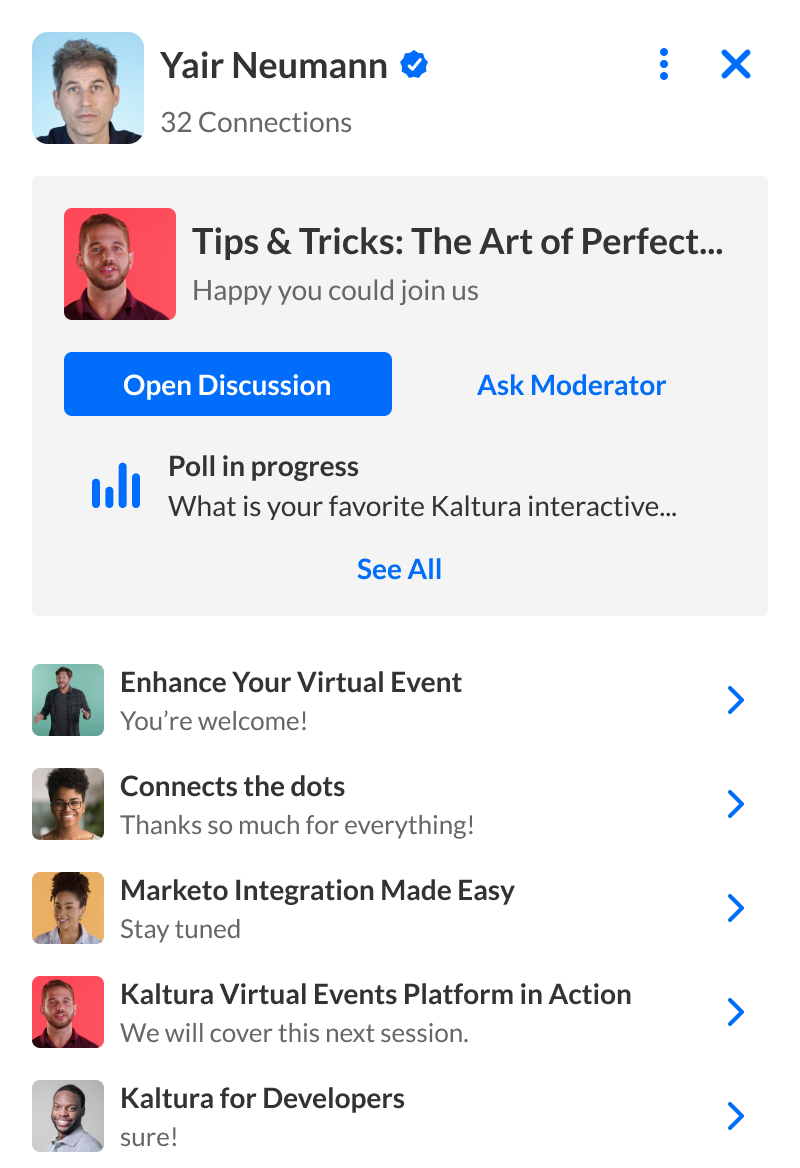 Yair Neumann
32 Connections
Tips & Tricks: The Art of Perfect...
Happy you could join us
Open Discussion
Ask Moderator
Poll in progress
What is your favorite Kaltura interactive...
See All
Enhance Your Virtual Event
You’re welcome!
Connects the dots
Thanks so much for everything!
Marketo Integration Made Easy
Stay tuned
Kaltura Virtual Events Platform in Action
We will cover this next session.
Kaltura for Developers
sure!